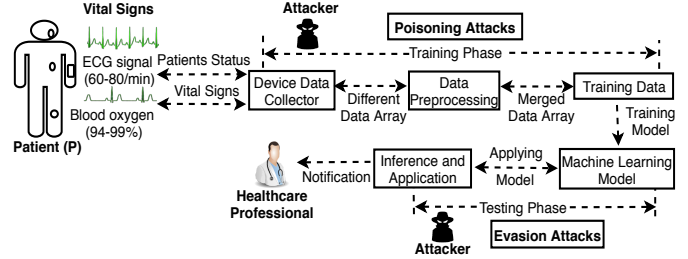 Vital Signs
Attacker
Poisoning Attacks
Training Phase
ECG signal
(60-80/min)
Patients Status
Vital Signs
Blood oxygen
(94-99%)
Patient (P)
Device Data
Collector
Different
Data Array
Data
Preprocessing
Merged
Data Array
Training Data
Training
Model
Healthcare
Professional
Notification
Inference and
Application
Applying
Model
Machine Learning
Model
Testing Phase
Attacker
Evasion Attacks